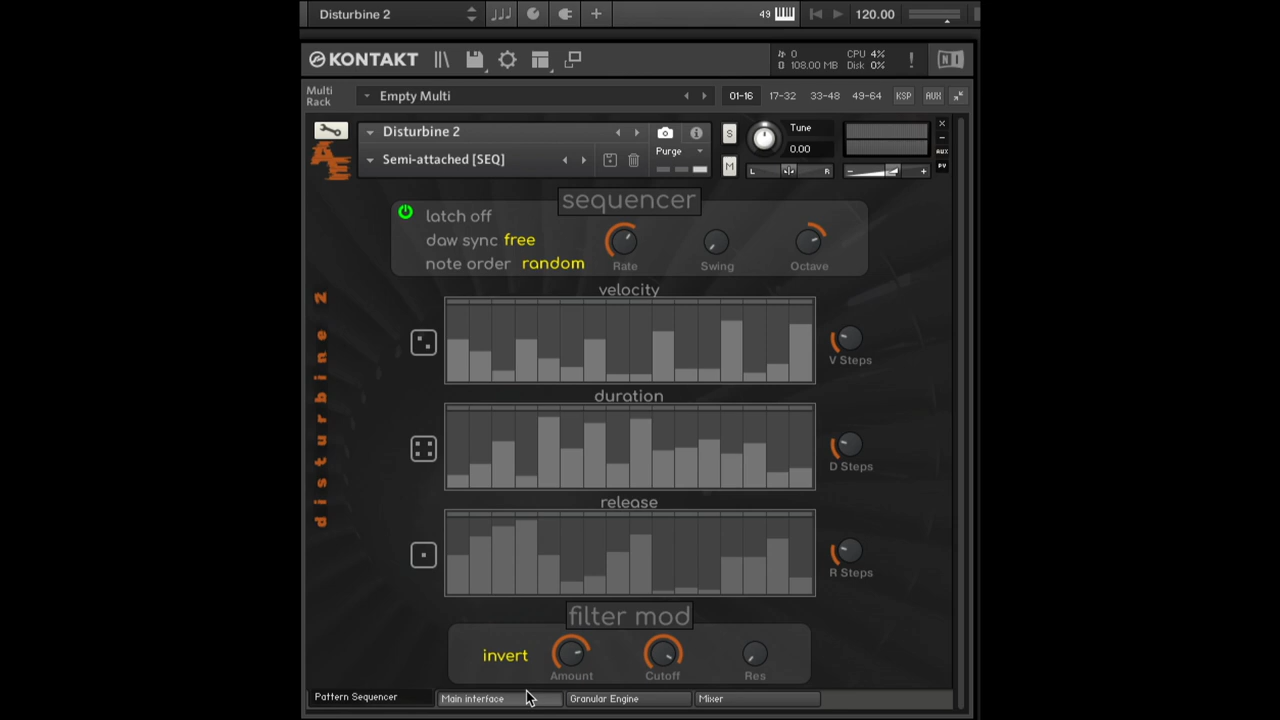 Disturbine 2
49
120.00
KONTAKT
0
108.00 MB
CPU 4%
Disk 0%
!
Multi
Rack
Empty Multi
01-16
17-32
33-48
49-64
KSP
AUX
Disturbine 2
Semi-attached [SEQ]
Purge
S
M
Tune
0.00
L
R
AUX
PV
AE
sequencer
latch off
daw sync free
note order random
Rate
Swing
Octave
velocity
V Steps
duration
D Steps
release
R Steps
disturbine 2
filter mod
invert
Amount
Cutoff
Res
Pattern Sequencer
Main interface
Granular Engine
Mixer